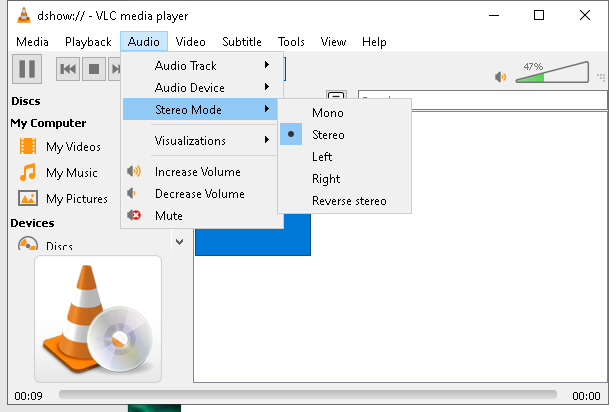 dshow:// - VLC media player
Media Playback Audio Video Subtitle Tools View Help
47%
Discs
My Computer
My Videos
My Music
My Pictures
Devices
Discs
Audio Track
Audio Device
Stereo Mode
Visualizations
Increase Volume
Decrease Volume
Mute
Mono
Stereo
Left
Right
Reverse stereo
00:09
00:00